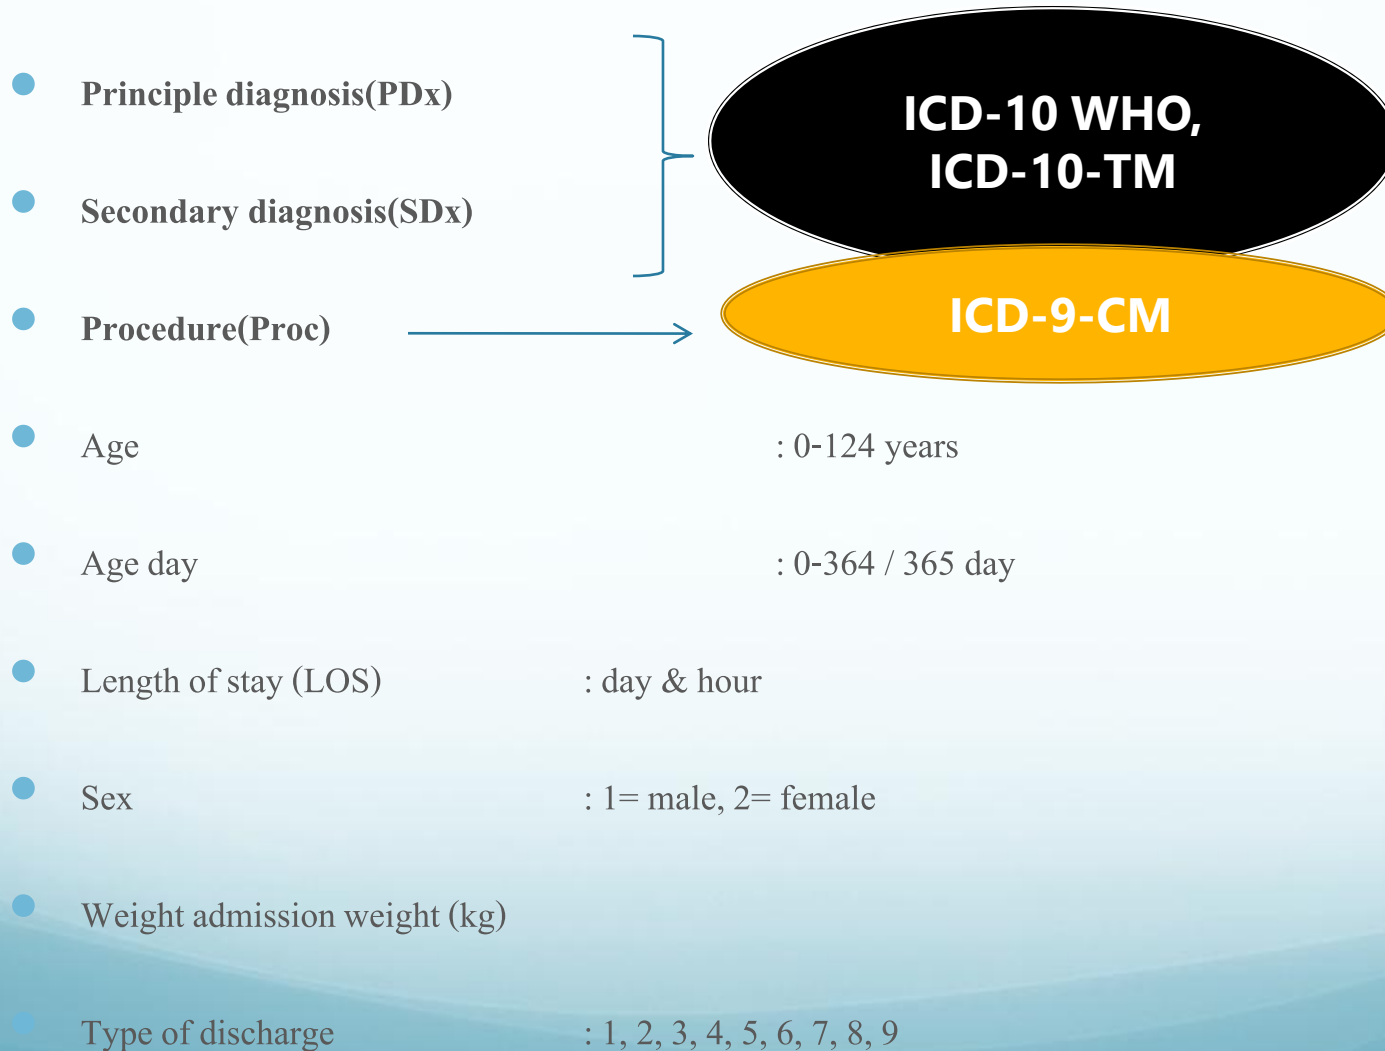 Principle diagnosis(PDx)
ICD-10 WHO,
ICD-10-TM
Secondary diagnosis(SDx)
Procedure(Proc)
ICD-9-CM
Age : 0-124 years
Age day : 0-364 / 365 day
Length of stay (LOS) : day & hour
Sex : 1= male, 2= female
Weight admission weight (kg)
Type of discharge : 1, 2, 3, 4, 5, 6, 7, 8, 9